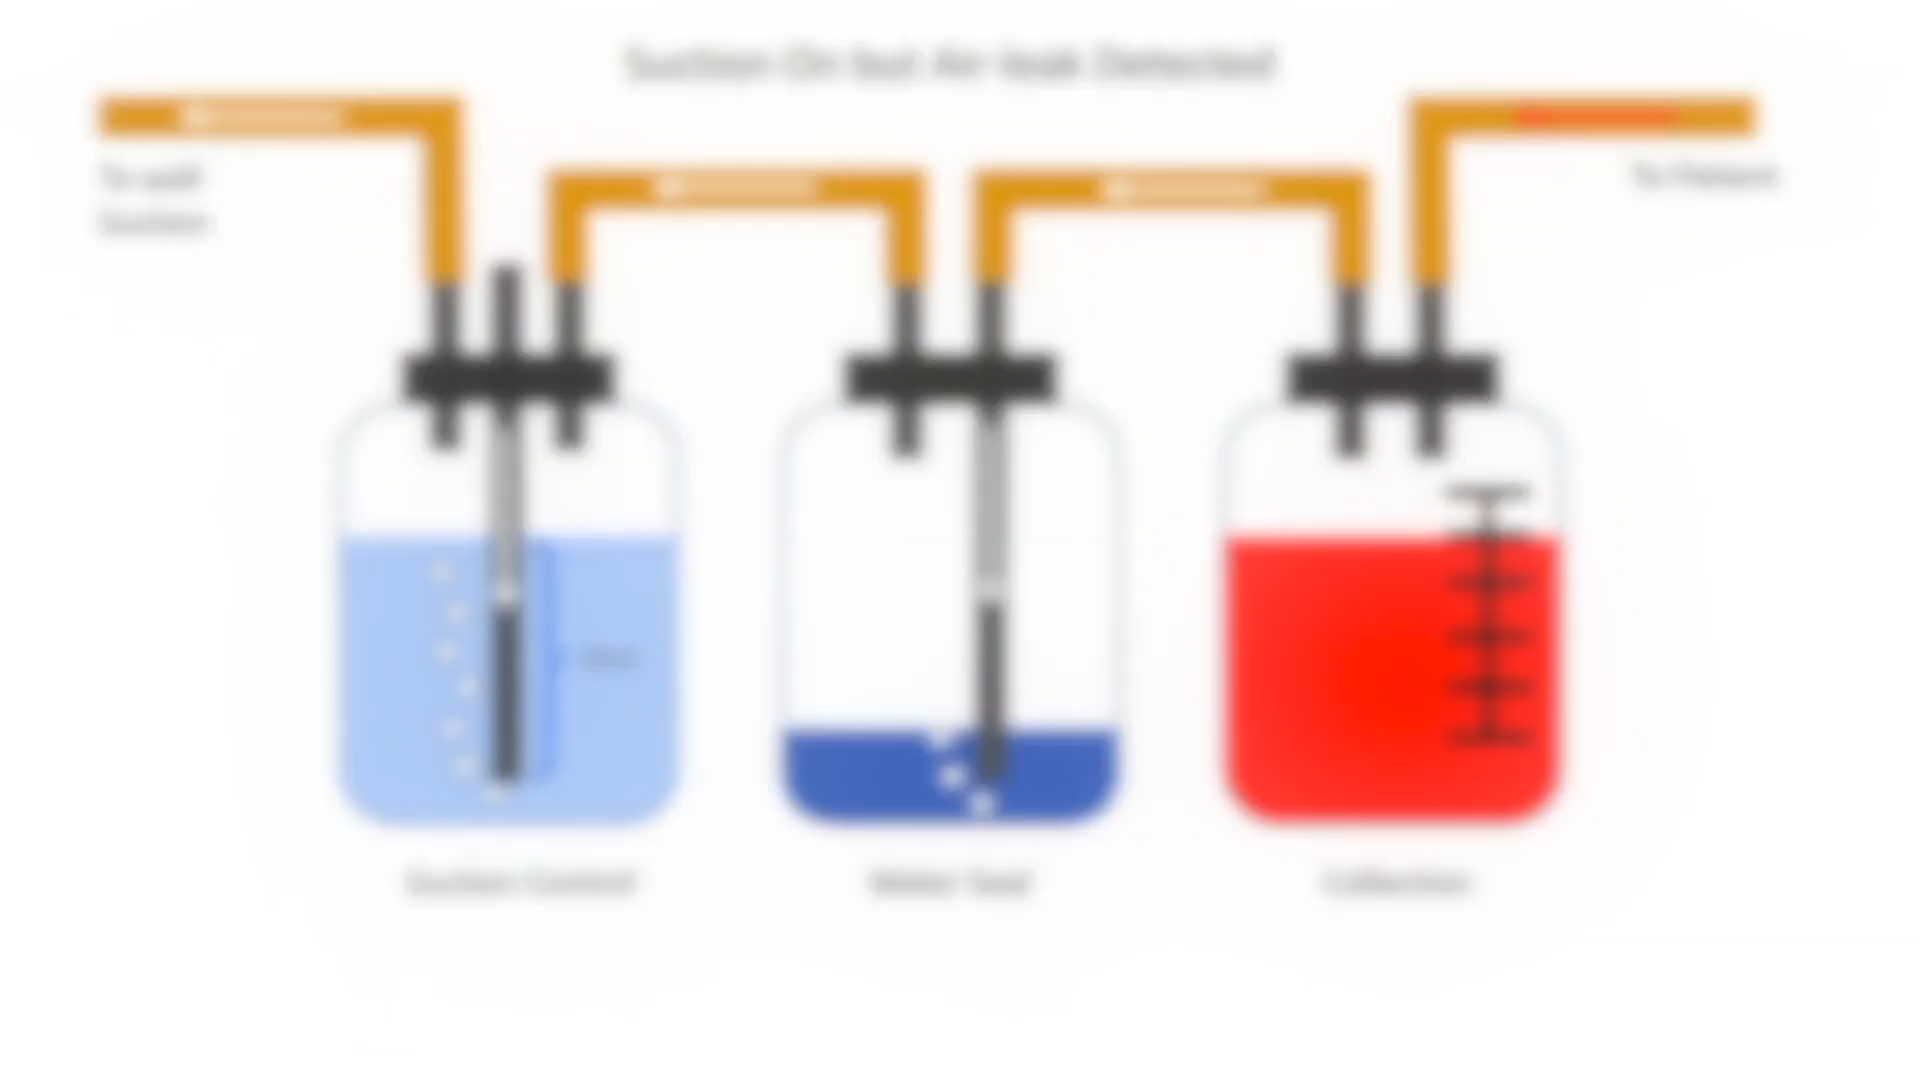 Suction On but Air-leak Detected
To wall
Suction
To Patient
Suction Control
Water Seal
Collection